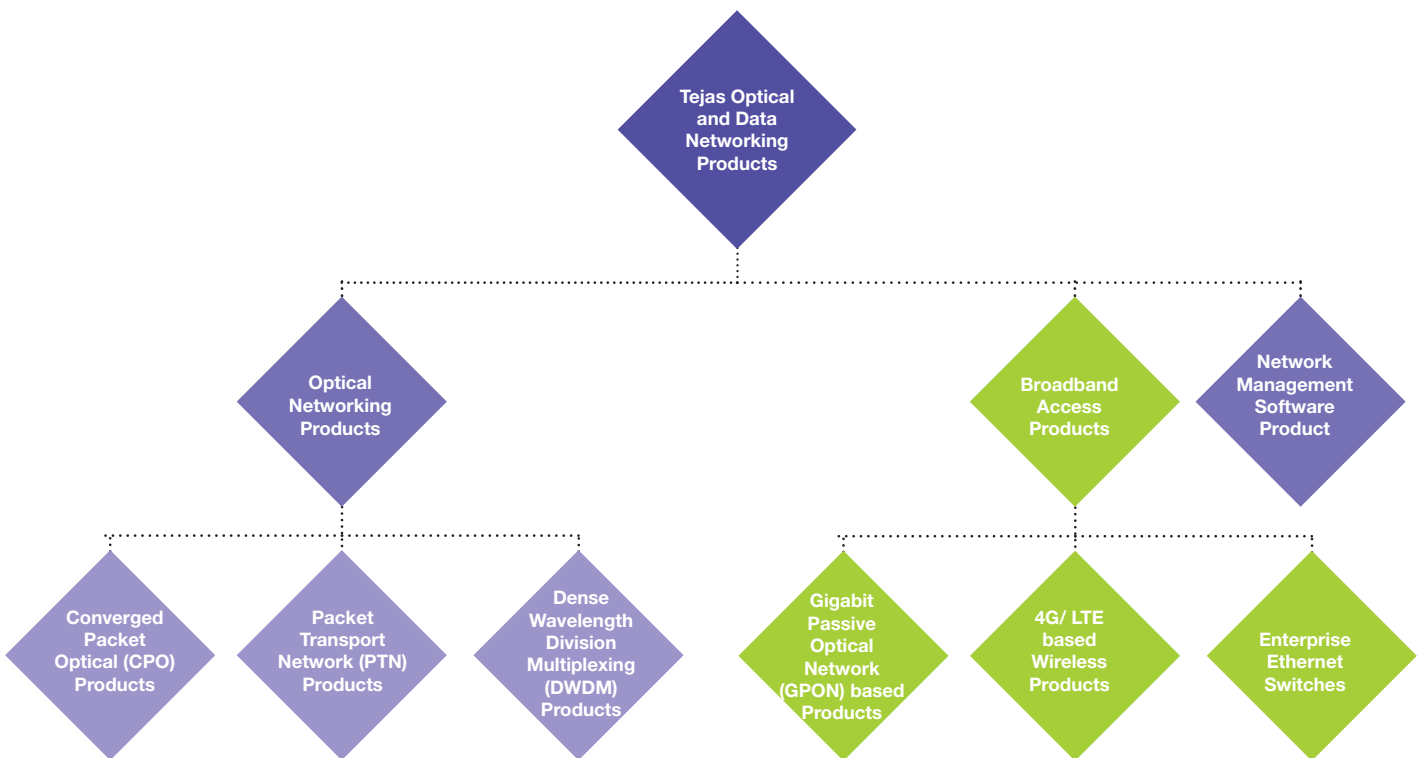 Tejas Optical
and Data
Networking
Products
Optical
Networking
Products
Broadband
Access
Products
Network
Management
Software
Product
Converged
Packet
Optical (CPO)
Products
Packet
Transport
Network (PTN)
Products
Dense
Wavelength
Division
Multiplexing
(DWDM)
Products
Gigabit
Passive
Optical
Network
(GPON) based
Products
4G/ LTE
based
Wireless
Products
Enterprise
Ethernet
Switches